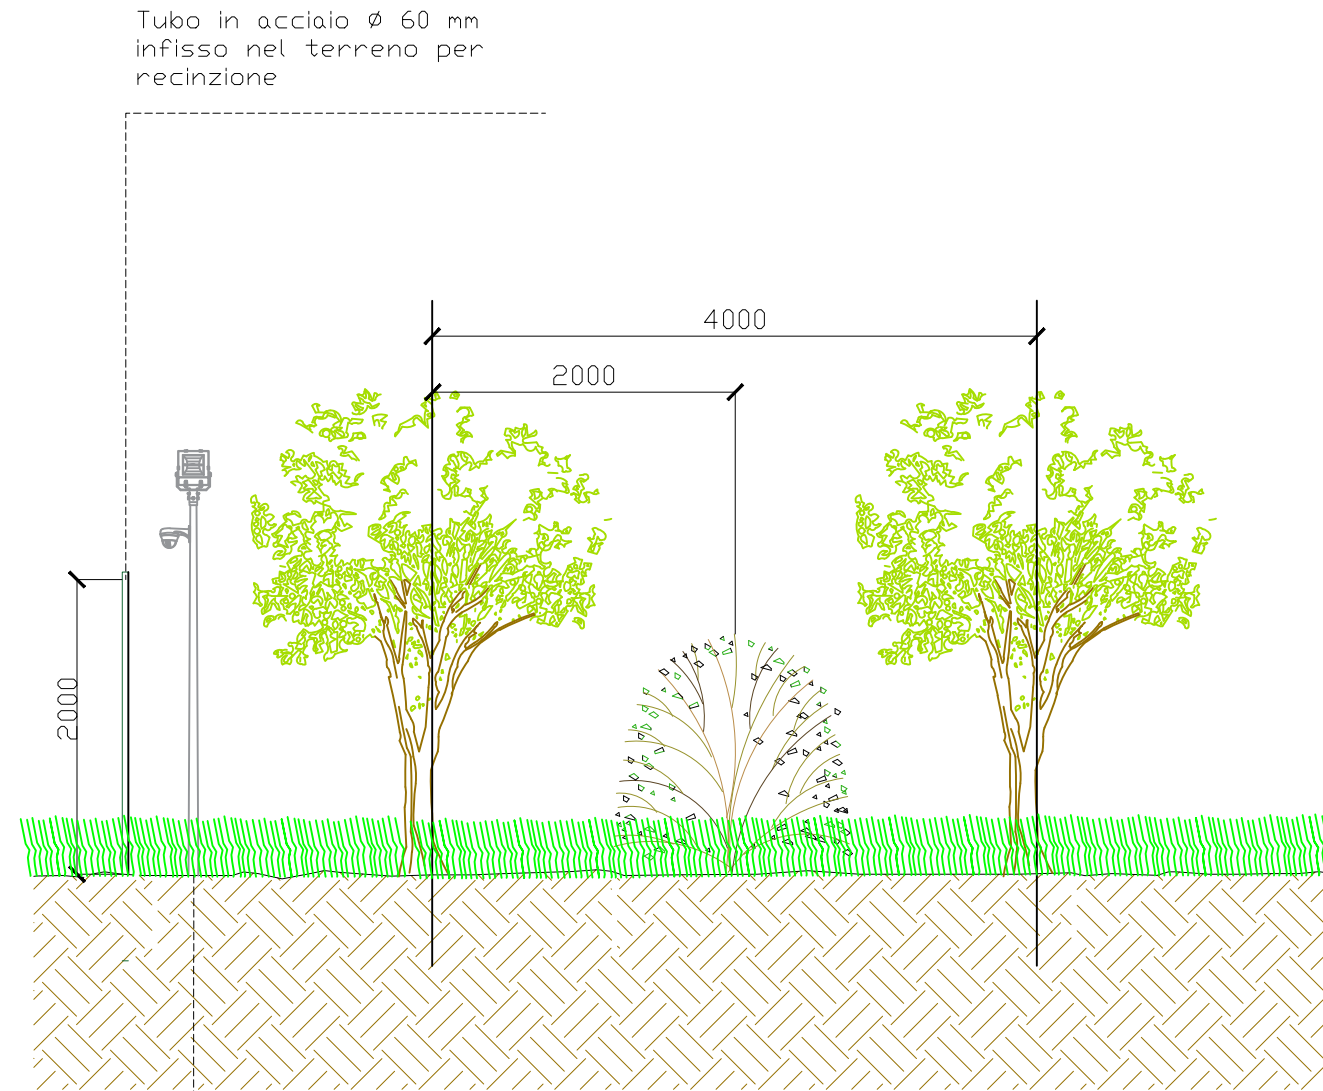 Tubo in acciaio Ø 60 mm
infisso nel terreno per
recinzione
4000
2000
2000